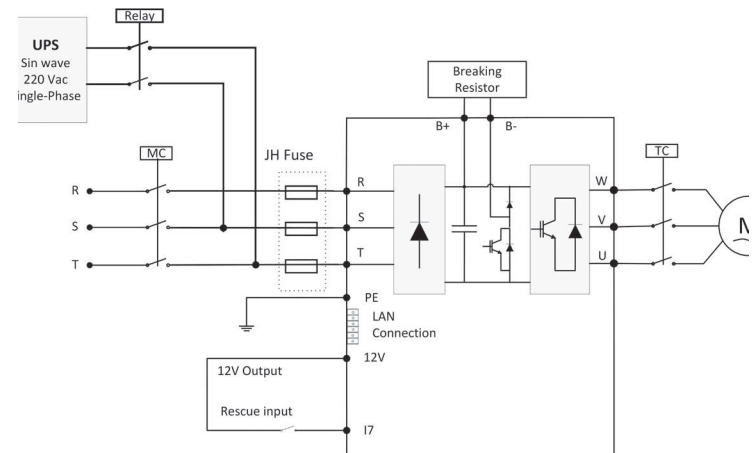 Relay
UPS
Sin wave
220 Vac
ingle-Phase
Breaking
Resistor
B+
B-
MC
JH Fuse
TC
R
R
W
S
S
V
M
T
T
U
PE
LAN
Connection
12V
12V Output
Rescue input
I7